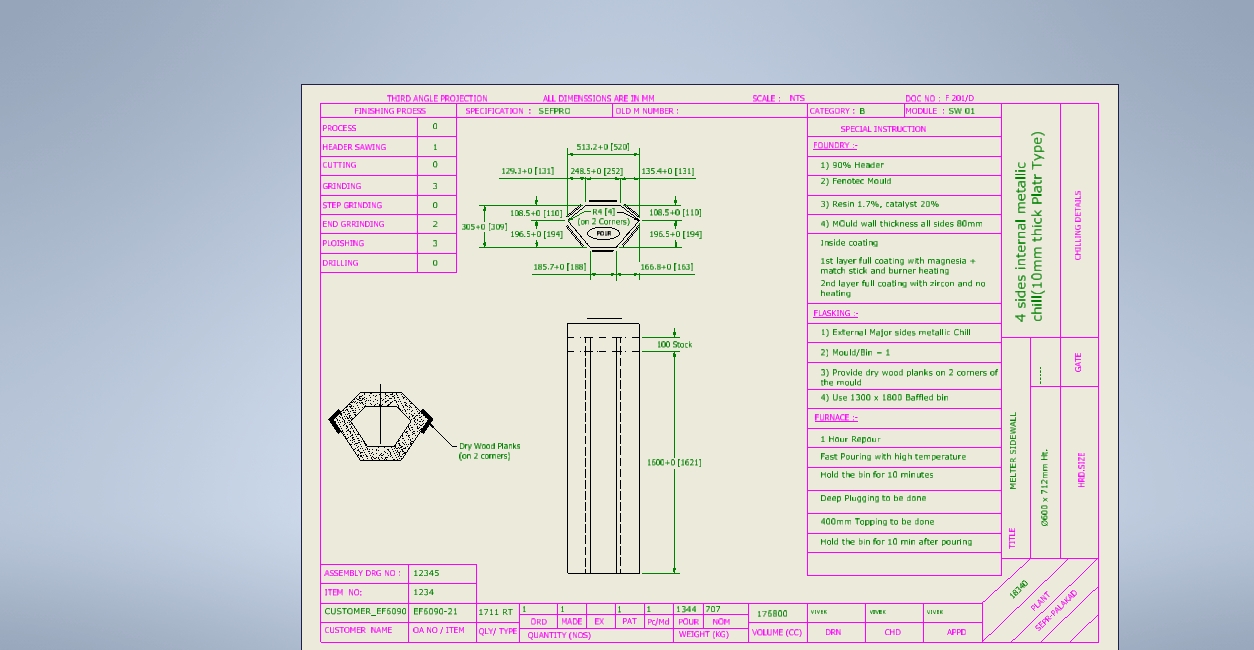 THIRD ANGLE PROJECTION ALL DIMENSSIONS ARE IN MM SCALE : NTS DOC NO : F 201/D
FINISHING PROESS SPECIFICATION : SEFPRO OLD M NUMBER : CATEGORY : B MODULE : SW 01
PROCESS 0
HEADER SAWING 1
CUTTING 0
GRINDING 3
STEP GRINDING 0
END GRRINDING 2
PLOISHING 3
DRILLING 0
513.2+0 [520]
129.3+0 [131] 248.5+0 [252] 135.4+0 [131]
108.5+0 [110] R4 [4] 108.5+0 [110]
(on 2 Corners)
305+0 [309]
196.5+0 [194] POUR 196.5+0 [194]
185.7+0 [188] 166.8+0 [163]
100 Stock
1600+0 [1621]
Dry Wood Planks
(on 2 corners)
SPECIAL INSTRUCTION
FOUNDRY :-
1) 90% Header
2) Fenotec Mould
3) Resin 1.7%, catalyst 20%
4) MOuld wall thickness all sides 80mm
Inside coating
1st layer full coating with magnesia +
match stick and burner heating
2nd layer full coating with zircon and no
heating
FLASKING :-
1) External Major sides metallic Chill
2) Mould/Bin = 1
3) Provide dry wood planks on 2 corners of
the mould
4) Use 1300 x 1800 Baffled bin
FURNACE :-
1 Hour Repour
Fast Pouring with high temperature
Hold the bin for 10 minutes
Deep Plugging to be done
400mm Topping to be done
Hold the bin for 10 min after pouring
4 sides internal metallic
chill(10mm thick Platr Type)
CHILLING DETAILS
TITLE MELTER SIDEWALL
-----
GATE
Ø600 x 712mm Ht.
HRD.SIZE
18340
PLANT
SEPR-PALAKAD
ASSEMBLY DRG NO : 12345
ITEM NO: 1234
CUSTOMER_EF6090 EF6090-21 1711 RT 1 1 1 1 1344 707 176800 VIVEK VIVEK VIVEK
ORD MADE EX PAT Pc/Md POUR NOM
CUSTOMER NAME OA NO / ITEM QLY/ TYPE QUANTITY (NOS) WEIGHT (KG) VOLUME (CC) DRN CHD APPD